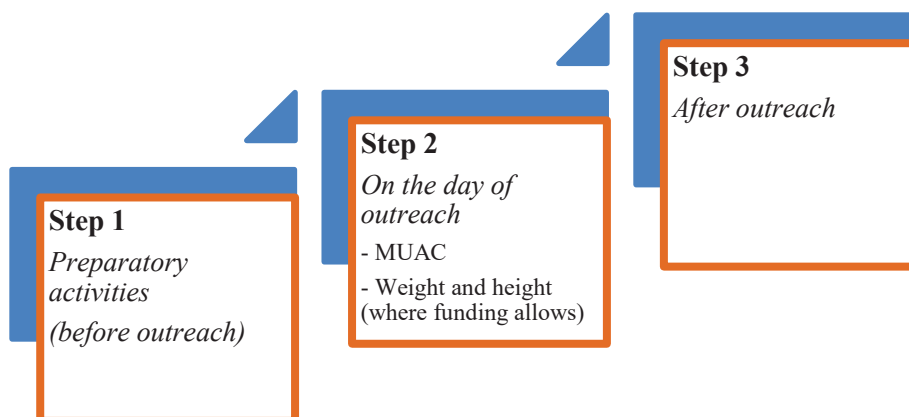 Step 1
Preparatory
activities
(before outreach)
Step 2
On the day of
outreach
- MUAC
- Weight and height
(where funding allows)
Step 3
After outreach